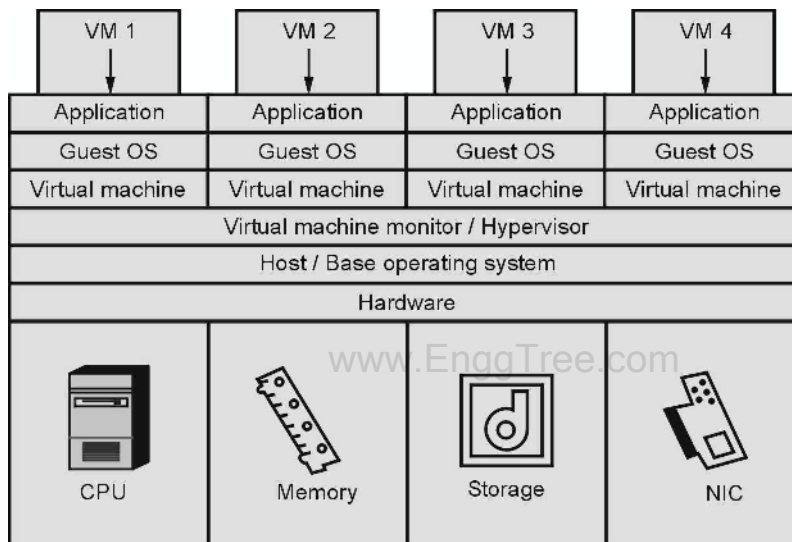 VM 1 VM 2 VM 3 VM 4
Application Application Application Application
Guest OS Guest OS Guest OS Guest OS
Virtual machine Virtual machine Virtual machine Virtual machine
Virtual machine monitor / Hypervisor
Host / Base operating system
Hardware
www.EnggTree.com
CPU Memory Storage NIC